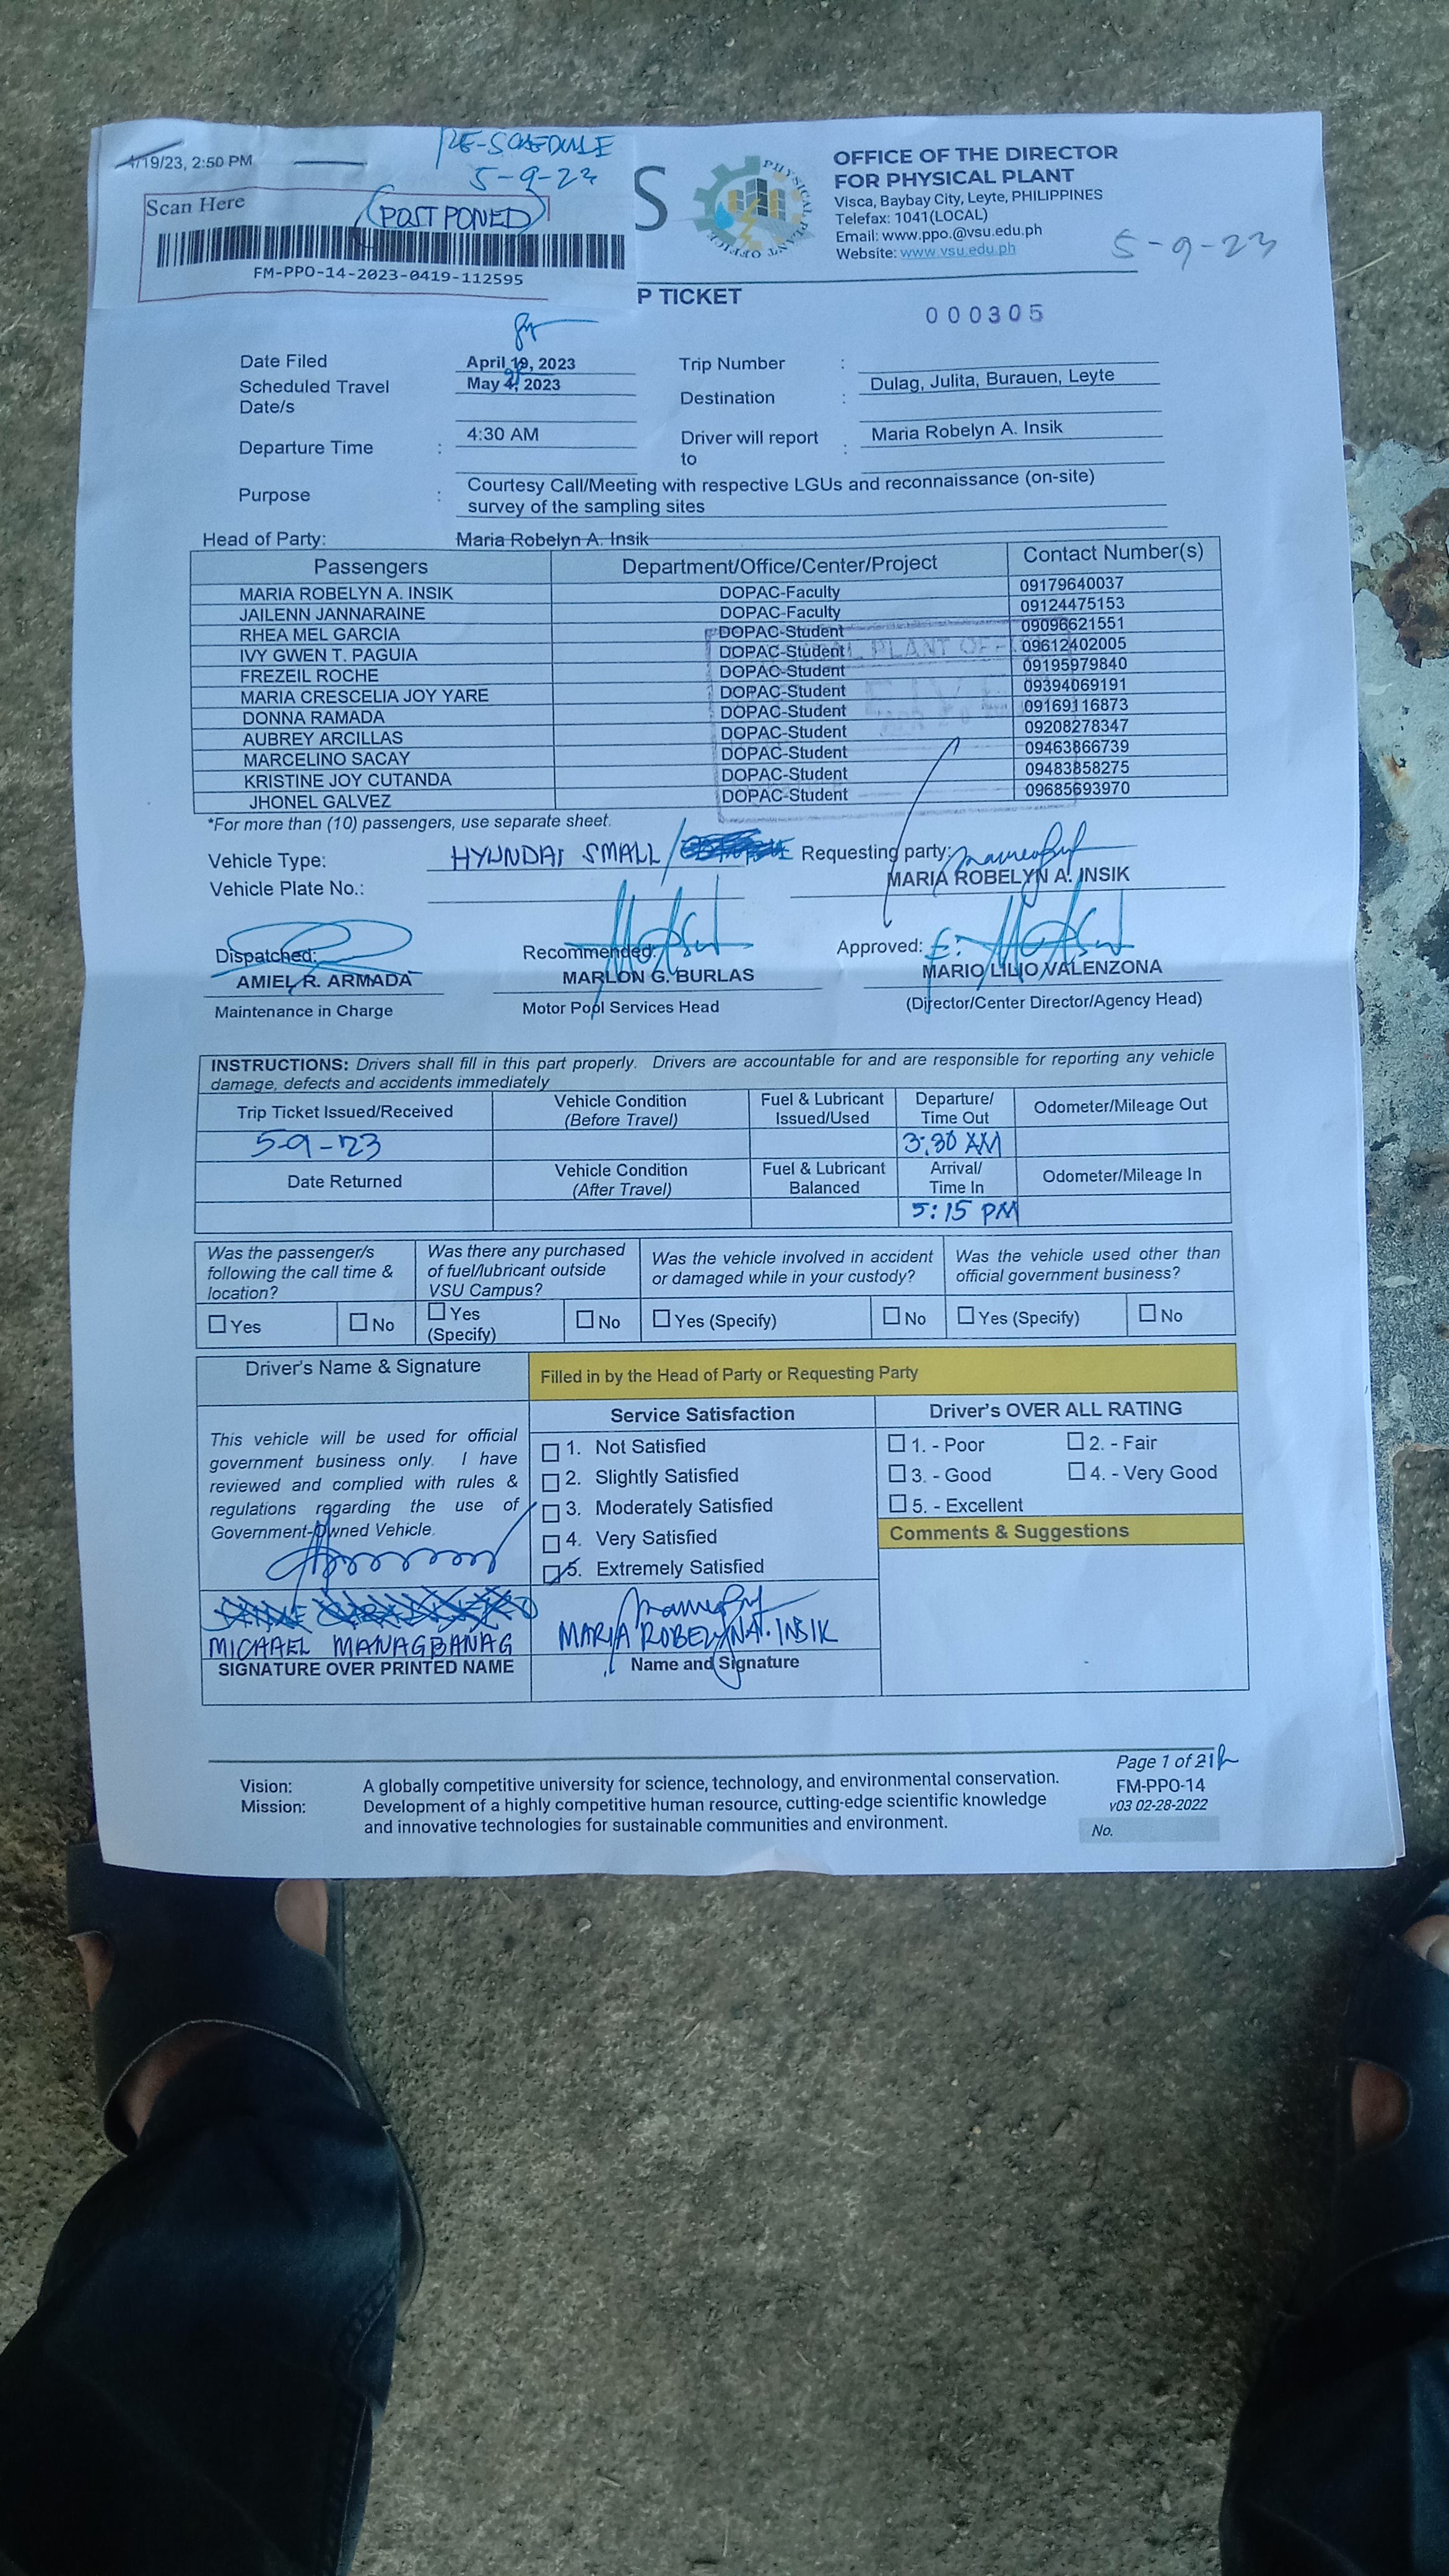 4/19/23, 2:50 PM
RE-SCHEDULE
5-9-23
Scan Here
POSTPONED
FM-PPO-14-2023-0419-112595
S
PHYSICAL PLANT OFFICE
OFFICE OF THE DIRECTOR
FOR PHYSICAL PLANT
Visca, Baybay City, Leyte, PHILIPPINES
Telefax: 1041(LOCAL)
Email: www.ppo.@vsu.edu.ph
Website: www.vsu.edu.ph
5-9-23
P TICKET
000305
Date Filed April 19, 2023 Trip Number :
Scheduled Travel Date/s May 4, 2023 Destination : Dulag, Julita, Burauen, Leyte
Departure Time : 4:30 AM Driver will report to : Maria Robelyn A. Insik
Purpose : Courtesy Call/Meeting with respective LGUs and reconnaissance (on-site)
survey of the sampling sites
Head of Party: Maria Robelyn A. Insik
Passengers Department/Office/Center/Project Contact Number(s)
MARIA ROBELYN A. INSIK DOPAC-Faculty 09179640037
JAILENN JANNARAINE DOPAC-Faculty 09124475153
RHEA MEL GARCIA DOPAC-Student 09096621551
IVY GWEN T. PAGUIA DOPAC-Student 09612402005
FREZEIL ROCHE DOPAC-Student 09195979840
MARIA CRESCELIA JOY YARE DOPAC-Student 09394069191
DONNA RAMADA DOPAC-Student 09169116873
AUBREY ARCILLAS DOPAC-Student 09208278347
MARCELINO SACAY DOPAC-Student 09463866739
KRISTINE JOY CUTANDA DOPAC-Student 09483858275
JHONEL GALVEZ DOPAC-Student 09685693970
*For more than (10) passengers, use separate sheet.
Vehicle Type: HYUNDAI SMALL / Requesting party:
Vehicle Plate No.: MARIA ROBELYN A. INSIK
Dispatched: Recommended: Approved:
AMIEL R. ARMADA MARLON G. BURLAS MARIO LILIO VALENZONA
Maintenance in Charge Motor Pool Services Head (Director/Center Director/Agency Head)
INSTRUCTIONS: Drivers shall fill in this part properly. Drivers are accountable for and are responsible for reporting any vehicle
damage, defects and accidents immediately
Trip Ticket Issued/Received Vehicle Condition (Before Travel) Fuel & Lubricant Issued/Used Departure/ Time Out Odometer/Mileage Out
5-9-23 3:30 AM
Date Returned Vehicle Condition (After Travel) Fuel & Lubricant Balanced Arrival/ Time In Odometer/Mileage In
5:15 PM
Was the passenger/s following the call time & location? Was there any purchased of fuel/lubricant outside VSU Campus? Was the vehicle involved in accident or damaged while in your custody? Was the vehicle used other than official government business?
Yes No Yes (Specify) No Yes (Specify) No Yes (Specify) No
Driver's Name & Signature Filled in by the Head of Party or Requesting Party
Service Satisfaction Driver's OVER ALL RATING
This vehicle will be used for official
government business only. I have
reviewed and complied with rules &
regulations regarding the use of
Government-Owned Vehicle.
1. Not Satisfied
2. Slightly Satisfied
3. Moderately Satisfied
4. Very Satisfied
5. Extremely Satisfied
1. - Poor 2. - Fair
3. - Good 4. - Very Good
5. - Excellent
Comments & Suggestions
MICHAEL MANAGBANAG MARIA ROBELYN A. INSIK
SIGNATURE OVER PRINTED NAME Name and Signature
Page 1 of 2
Vision: A globally competitive university for science, technology, and environmental conservation.
Mission: Development of a highly competitive human resource, cutting-edge scientific knowledge
and innovative technologies for sustainable communities and environment.
FM-PPO-14
v03 02-28-2022
No.